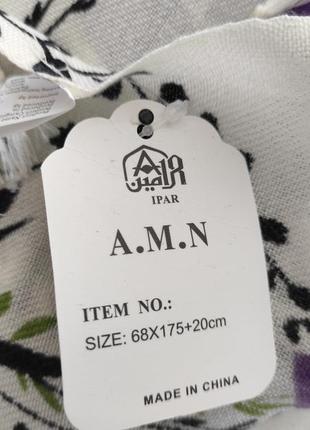 IPAR
A.M.N
ITEM NO.:
SIZE: 68X175+20cm
MADE IN CHINA